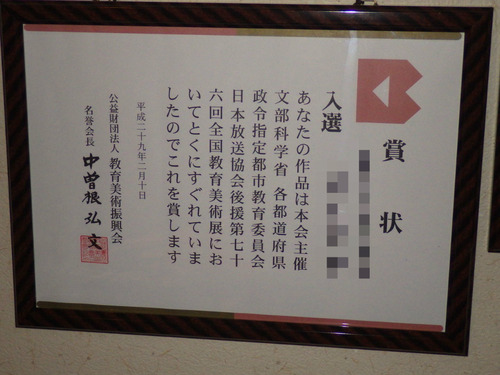 賞状
入選
あなたの作品は本会主催
文部科学省 各都道府県
政令指定都市教育委員会
日本放送協会後援第七十
六回全国教育美術展にお
いてとくにすぐれていま
したのでこれを賞します
平成二十九年二月十日
公益財団法人 教育美術振興会
名誉会長 中曽根弘文